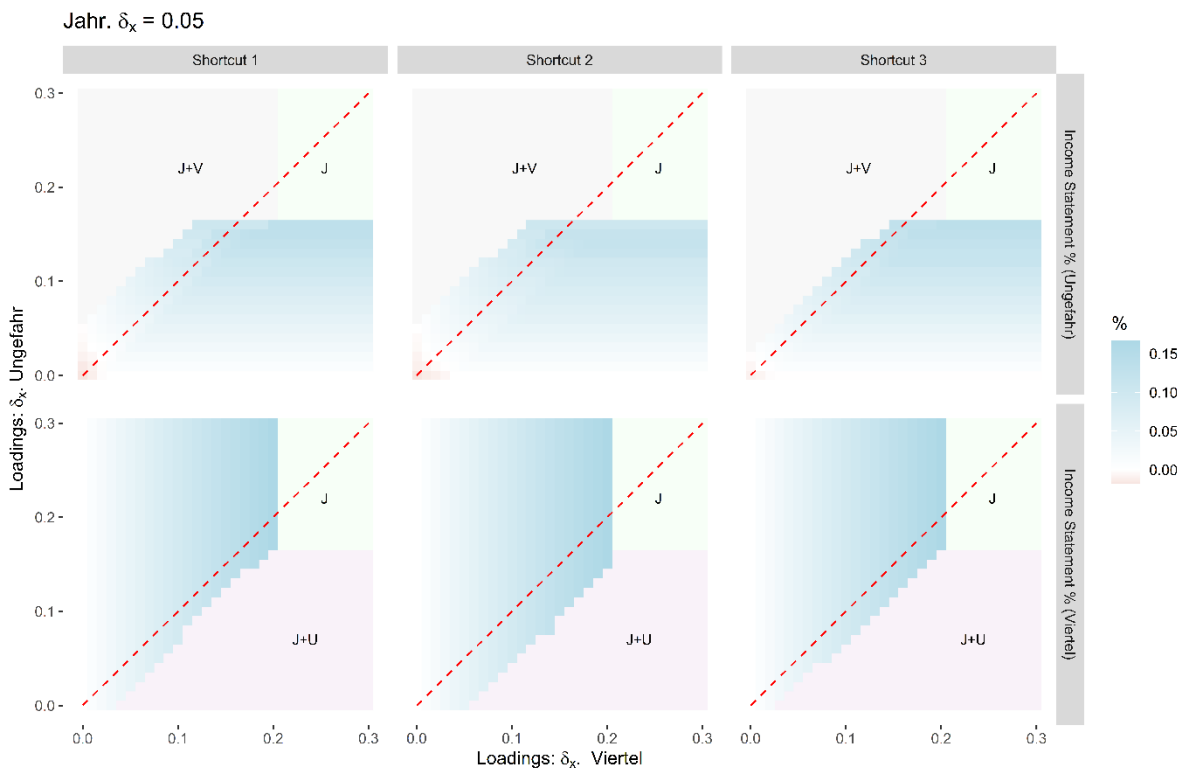 Jahr. δx = 0.05
Shortcut 1
Shortcut 2
Shortcut 3
0.3
0.2
0.1
0.0
J+V
J
J+V
J
J+V
J
Income Statement % (Ungefahr)
Loadings: δx. Ungefahr
0.3
0.2
0.1
0.0
J
J+U
J
J+U
J
J+U
Income Statement % (Viertel)
%
0.15
0.10
0.05
0.00
0.0 0.1 0.2 0.3
0.0 0.1 0.2 0.3
0.0 0.1 0.2 0.3
Loadings: δx. Viertel